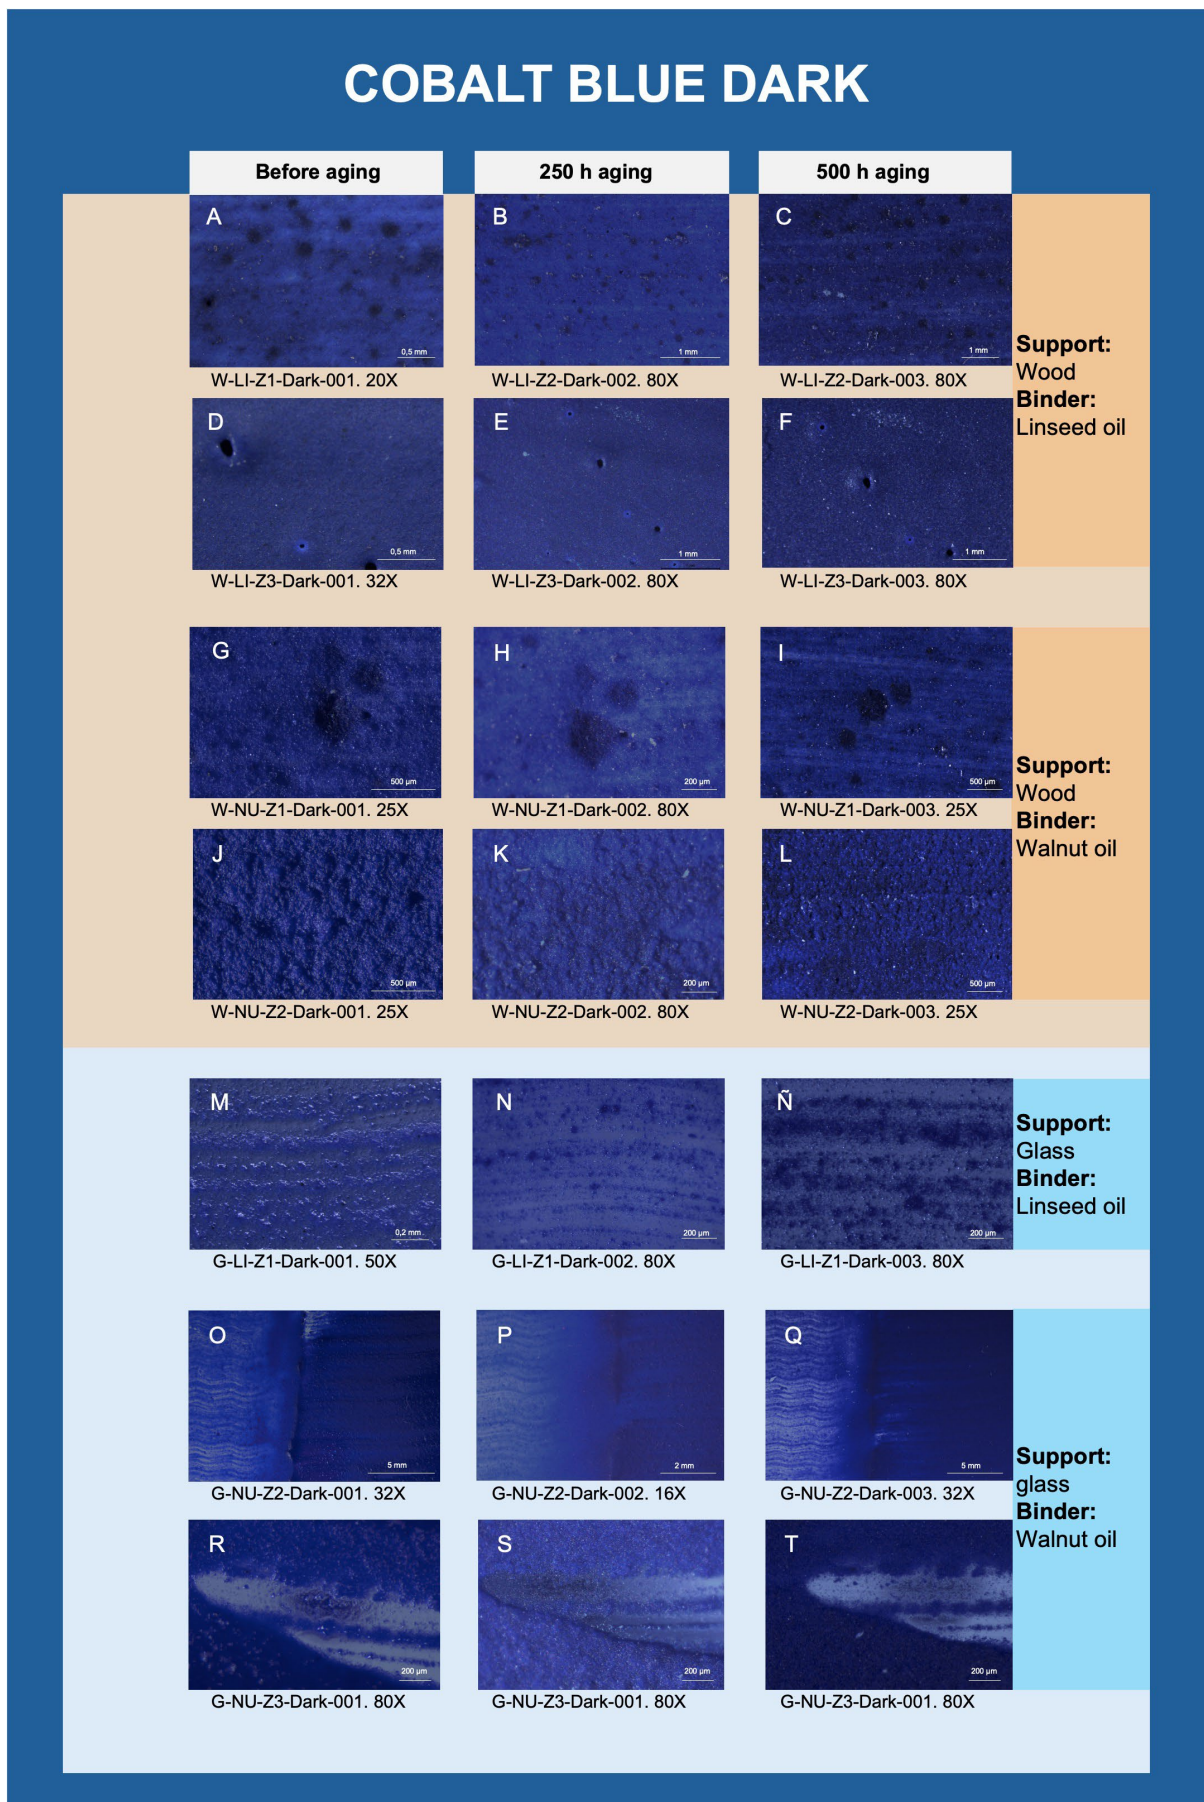 COBALT BLUE DARK
Before aging
250 h aging
500 h aging
A
B
C
0,5 mm
1 mm
1 mm
W-LI-Z1-Dark-001. 20X
W-LI-Z2-Dark-002. 80X
W-LI-Z2-Dark-003. 80X
D
E
F
0,5 mm
1 mm
1 mm
W-LI-Z3-Dark-001. 32X
W-LI-Z3-Dark-002. 80X
W-LI-Z3-Dark-003. 80X
Support:
Wood
Binder:
Linseed oil
G
H
I
500 µm
200 µm
500 µm
W-NU-Z1-Dark-001. 25X
W-NU-Z1-Dark-002. 80X
W-NU-Z1-Dark-003. 25X
J
K
L
500 µm
200 µm
500 µm
W-NU-Z2-Dark-001. 25X
W-NU-Z2-Dark-002. 80X
W-NU-Z2-Dark-003. 25X
Support:
Wood
Binder:
Walnut oil
M
N
Ñ
0,2 mm
200 µm
200 µm
G-LI-Z1-Dark-001. 50X
G-LI-Z1-Dark-002. 80X
G-LI-Z1-Dark-003. 80X
Support:
Glass
Binder:
Linseed oil
O
P
Q
5 mm
2 mm
5 mm
G-NU-Z2-Dark-001. 32X
G-NU-Z2-Dark-002. 16X
G-NU-Z2-Dark-003. 32X
R
S
T
200 µm
200 µm
200 µm
G-NU-Z3-Dark-001. 80X
G-NU-Z3-Dark-001. 80X
G-NU-Z3-Dark-001. 80X
Support:
glass
Binder:
Walnut oil